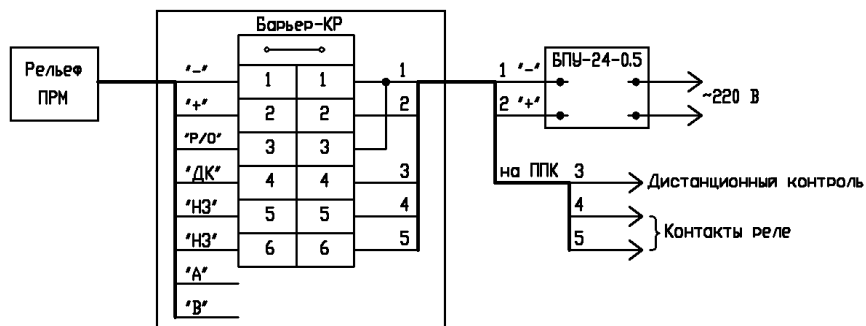 Барьер-КР
Рельеф
ПРМ
"-" 1 1 1
"+" 2 2 2
"Р/О" 3 3
"ДК" 4 4 3
"НЗ" 5 5 4
"НЗ" 6 6 5
"А"
"В"
БПУ-24-0.5
1 "-"
2 "+"
~220 В
на ППК 3 Дистанционный контроль
4
5
Контакты реле